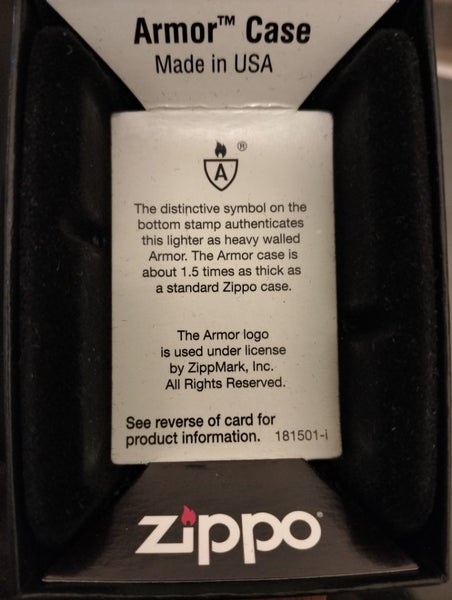 Armor™ Case
Made in USA
A ®
The distinctive symbol on the
bottom stamp authenticates
this lighter as heavy walled
Armor. The Armor case is
about 1.5 times as thick as
a standard Zippo case.
The Armor logo
is used under license
by ZippMark, Inc.
All Rights Reserved.
See reverse of card for
product information. 181501-i
zippo®